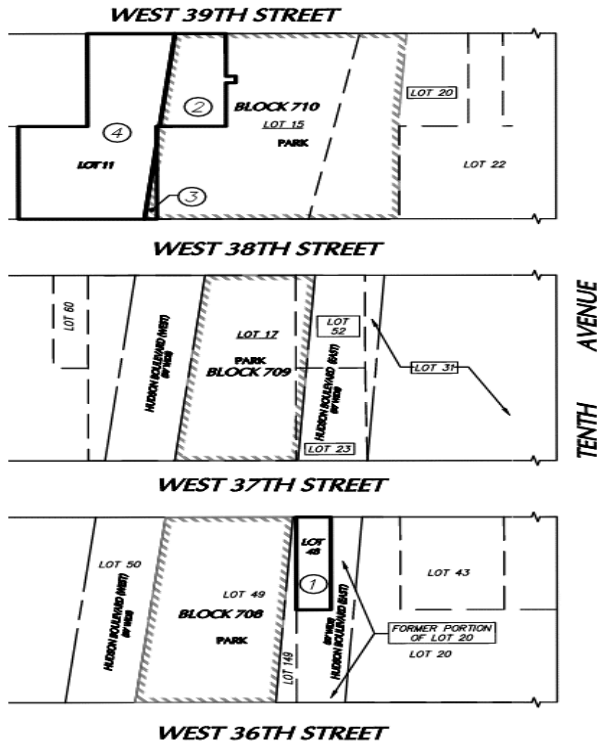 WEST 39TH STREET
2
LOT 20
BLOCK 710
LOT 15
4
PARK
LOT 11
LOT 22
3
WEST 38TH STREET
LOT 60
HUDSON BOULEVARD (WEST)
LOT 17
PARK
BLOCK 709
LOT
52
HUDSON BOULEVARD (EAST)
LOT 31
LOT 23
TENTH AVENUE
WEST 37TH STREET
LOT 50
HUDSON BOULEVARD (WEST)
LOT 49
BLOCK 708
PARK
LOT
48
1
LOT 149
HUDSON BOULEVARD (EAST)
LOT 43
FORMER PORTION
OF LOT 20
LOT 20
WEST 36TH STREET